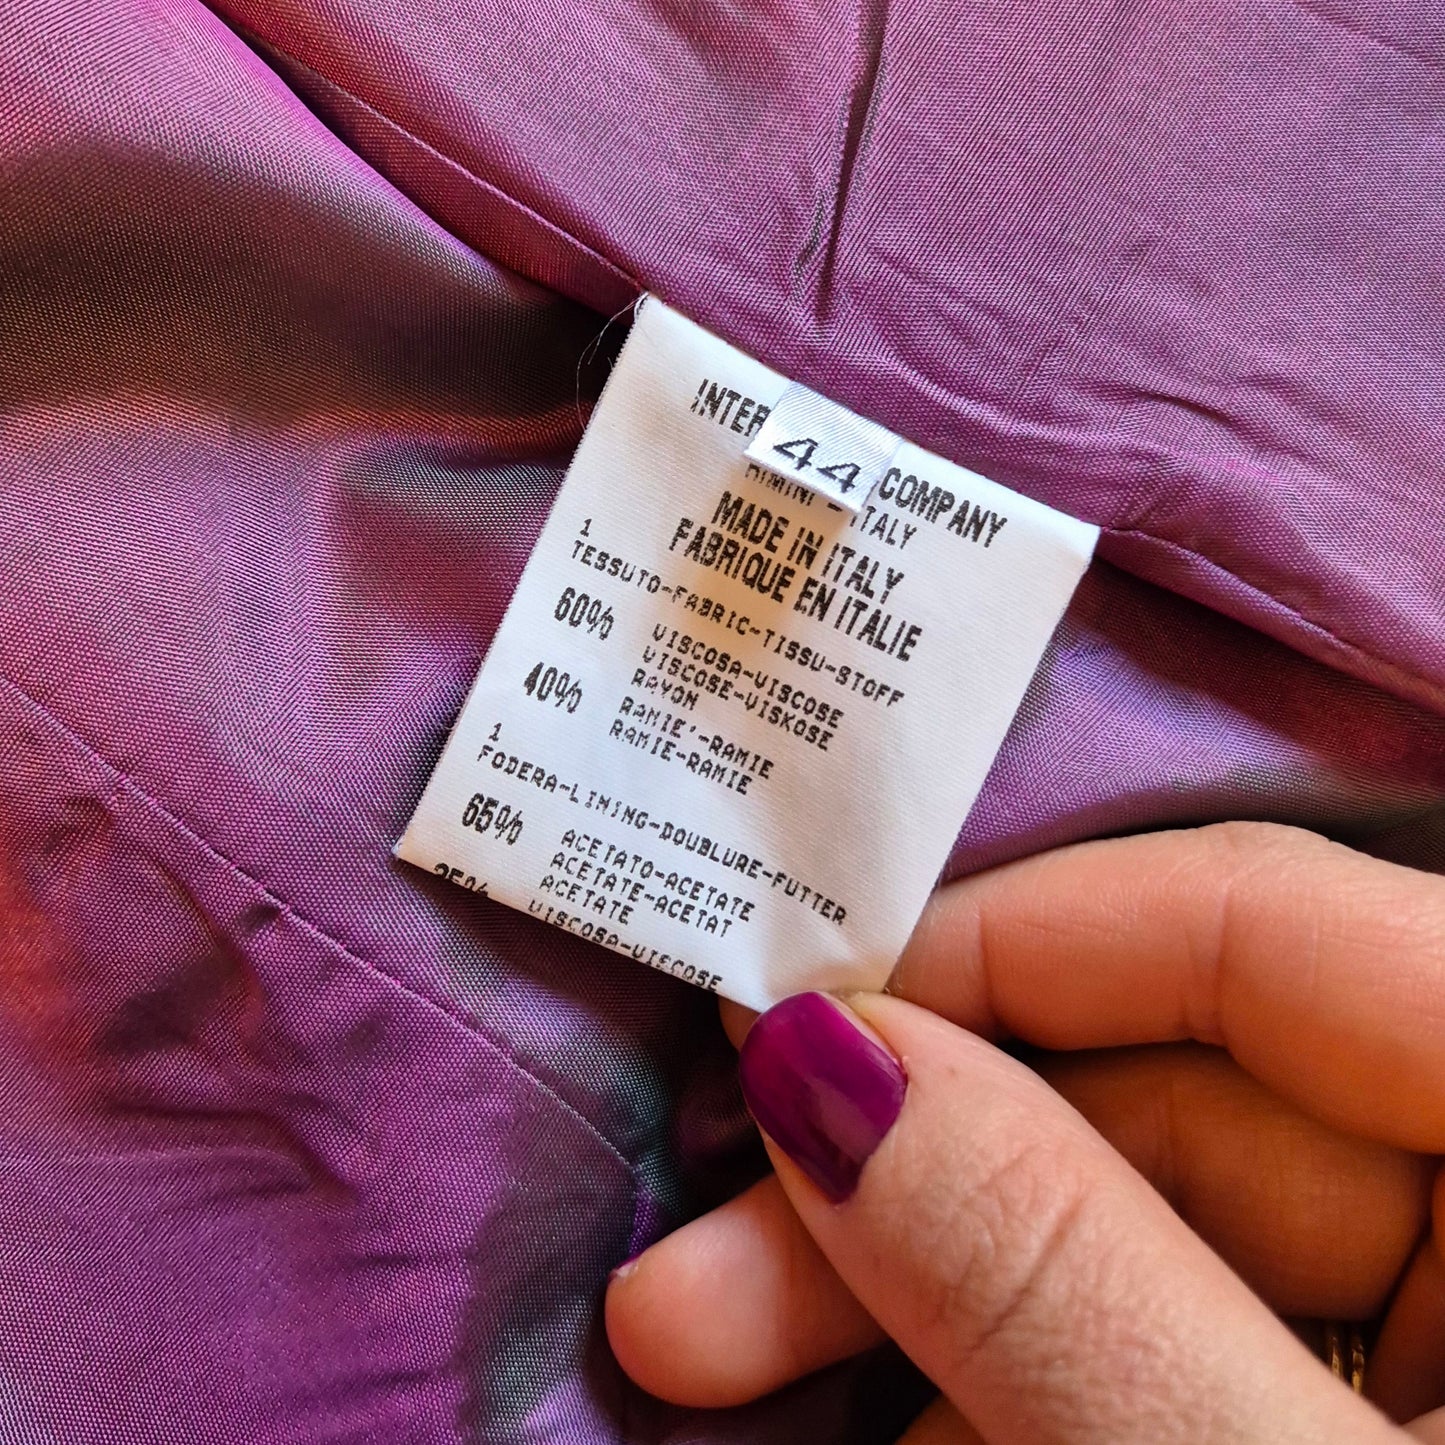 44
COMPANY
RIMINI - ITALY
MADE IN ITALY
FABRIQUE EN ITALIE
1
TESSUTO-FABRIC-TISSU-STOFF
60% VISCOSA-VISCOSE
VISCOSE-VISKOSE
RAYON
40% RAMIE'-RAMIE
RAMIE-RAMIE
1
FODERA-LINING-DOUBLURE-FUTTER
65% ACETATO-ACETATE
ACETATE-ACETAT
ACETATE
35% VISCOSA-VISCOSE